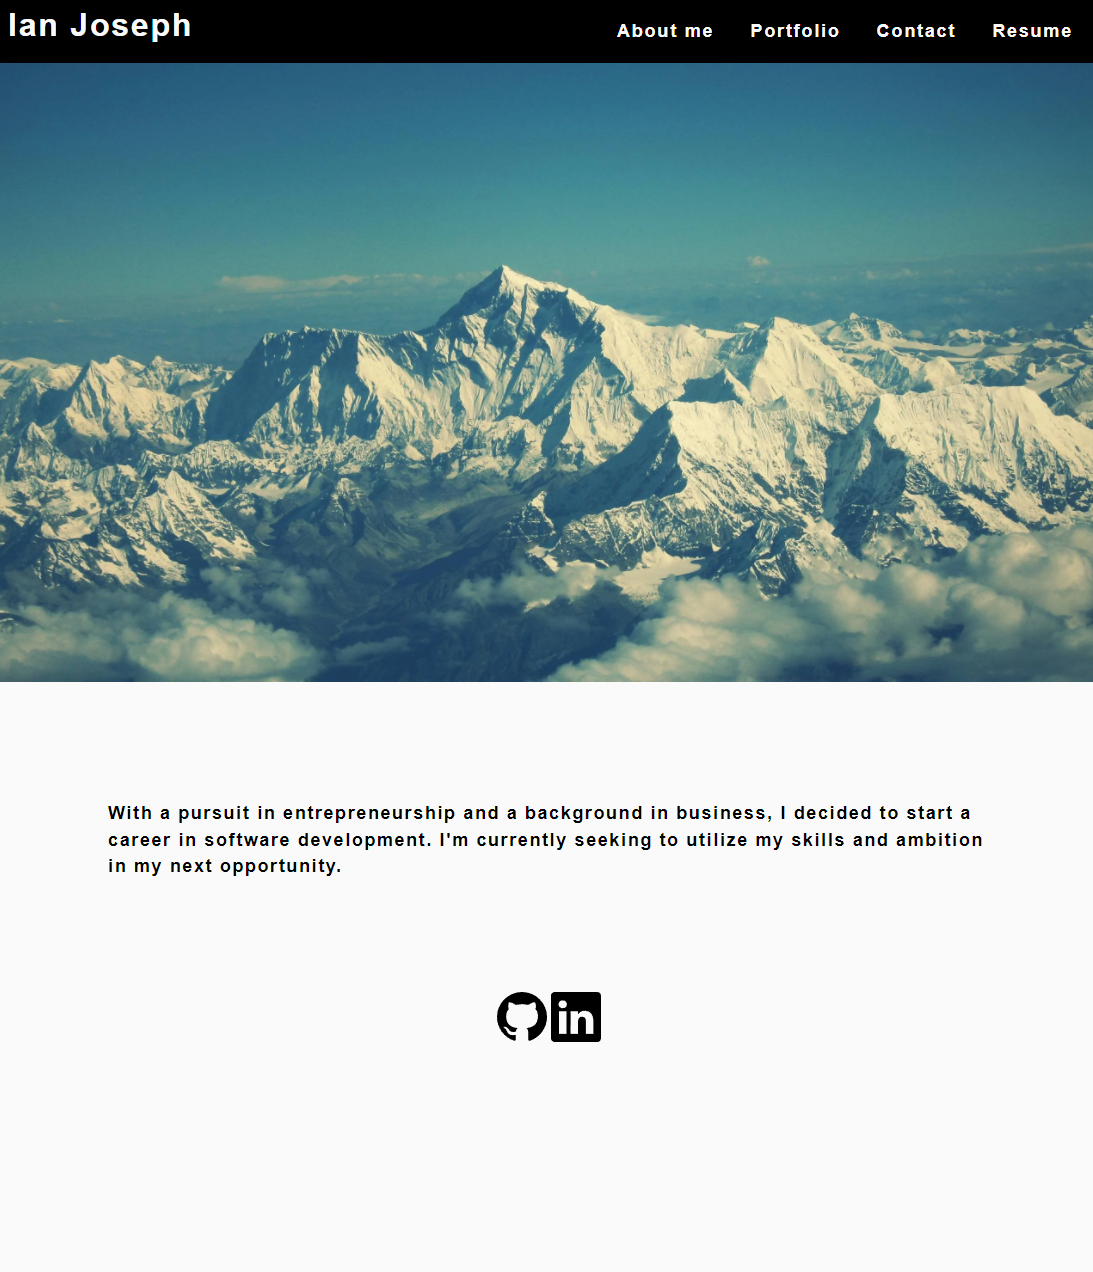 Ian Joseph
About me Portfolio Contact Resume
With a pursuit in entrepreneurship and a background in business, I decided to start a
career in software development. I'm currently seeking to utilize my skills and ambition
in my next opportunity.
in